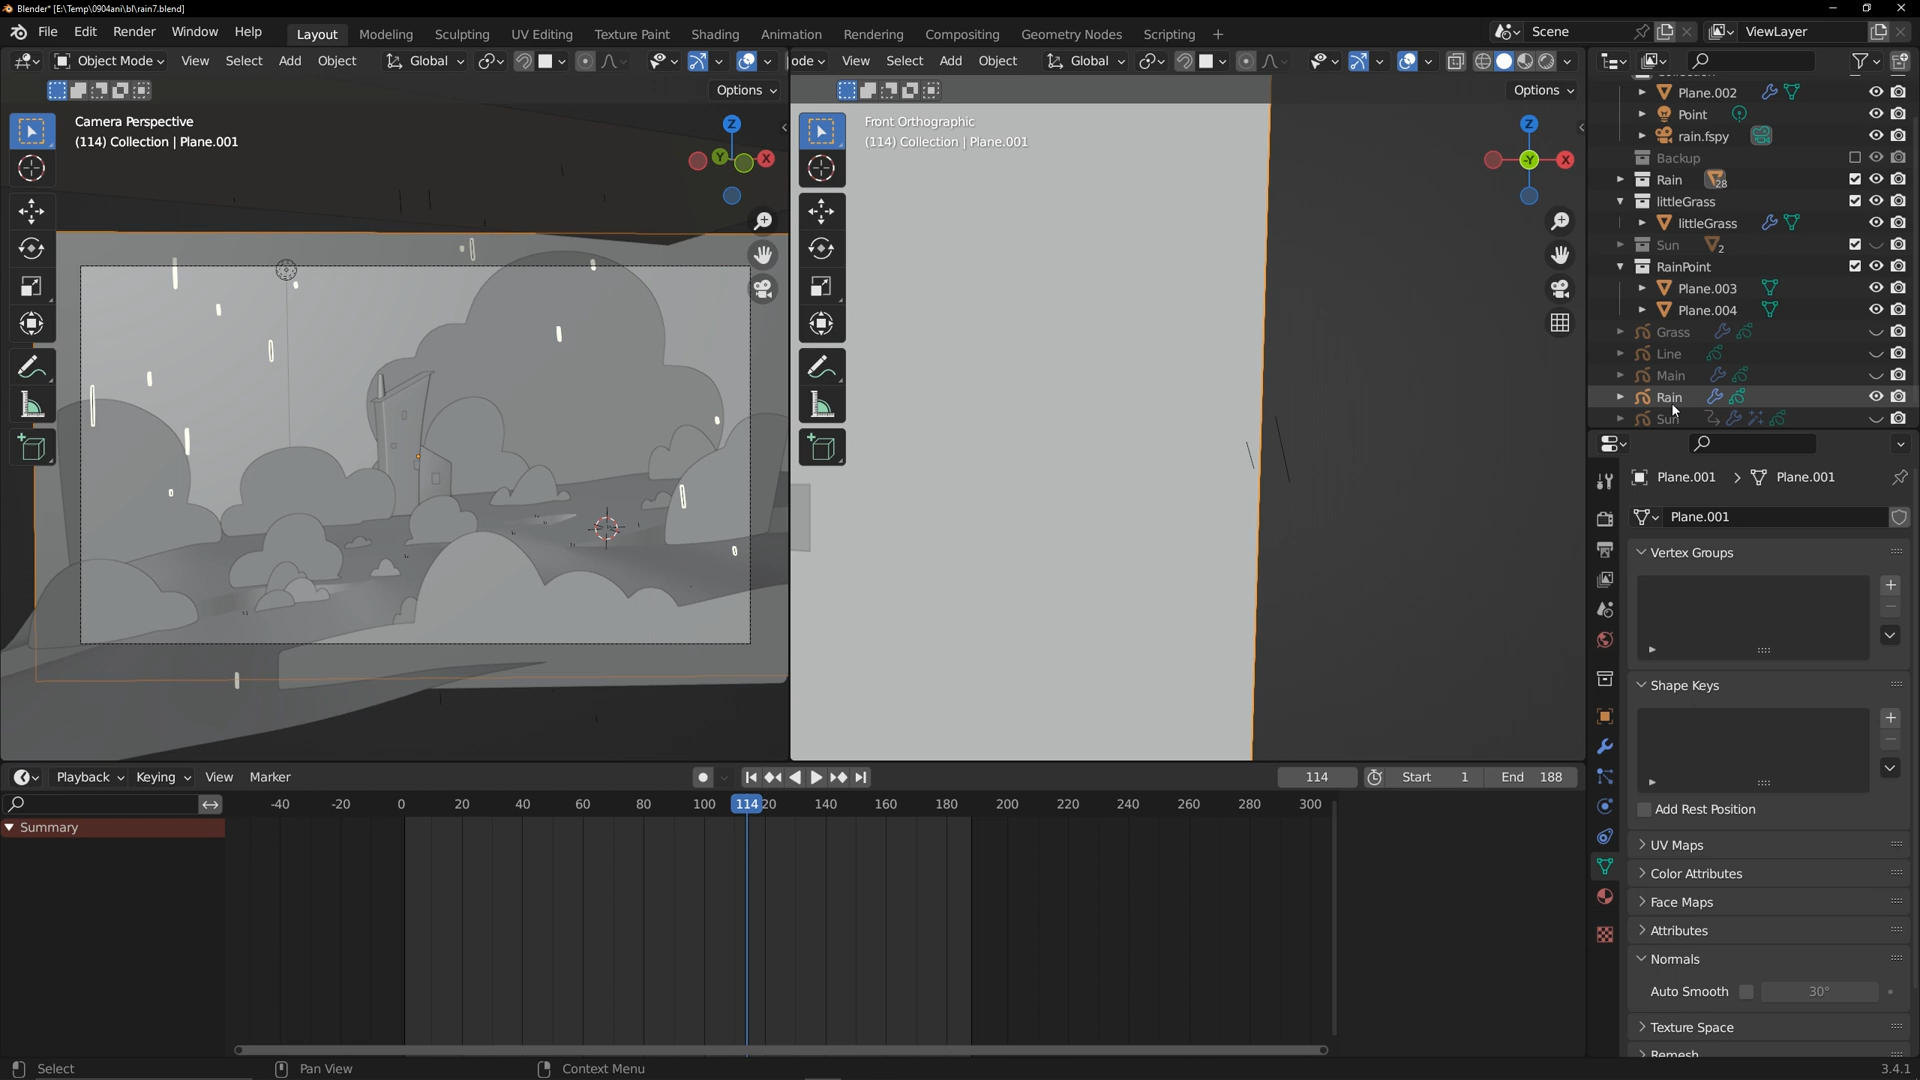 Blender* [E:\Temp\0904ani\bl\rain7.blend]
File Edit Render Window Help Layout Modeling Sculpting UV Editing Texture Paint Shading Animation Rendering Compositing Geometry Nodes Scripting + Scene ViewLayer
Object Mode View Select Add Object Global
ode View Select Add Object Global
Options
Options
Camera Perspective
(114) Collection | Plane.001
Z
Y
X
Front Orthographic
(114) Collection | Plane.001
Z
-Y
X
Plane.002
Point
rain.fspy
Backup
Rain 28
littleGrass
littleGrass
Sun 2
RainPoint
Plane.003
Plane.004
Grass
Line
Main
Rain
Sun
Plane.001 > Plane.001
Plane.001
Vertex Groups
Shape Keys
Add Rest Position
UV Maps
Color Attributes
Face Maps
Attributes
Normals
Auto Smooth 30°
Texture Space
Remesh
Playback Keying View Marker 114 Start 1 End 188
-40 -20 0 20 40 60 80 100 114 20 140 160 180 200 220 240 260 280 300
Summary
Select Pan View Context Menu 3.4.1